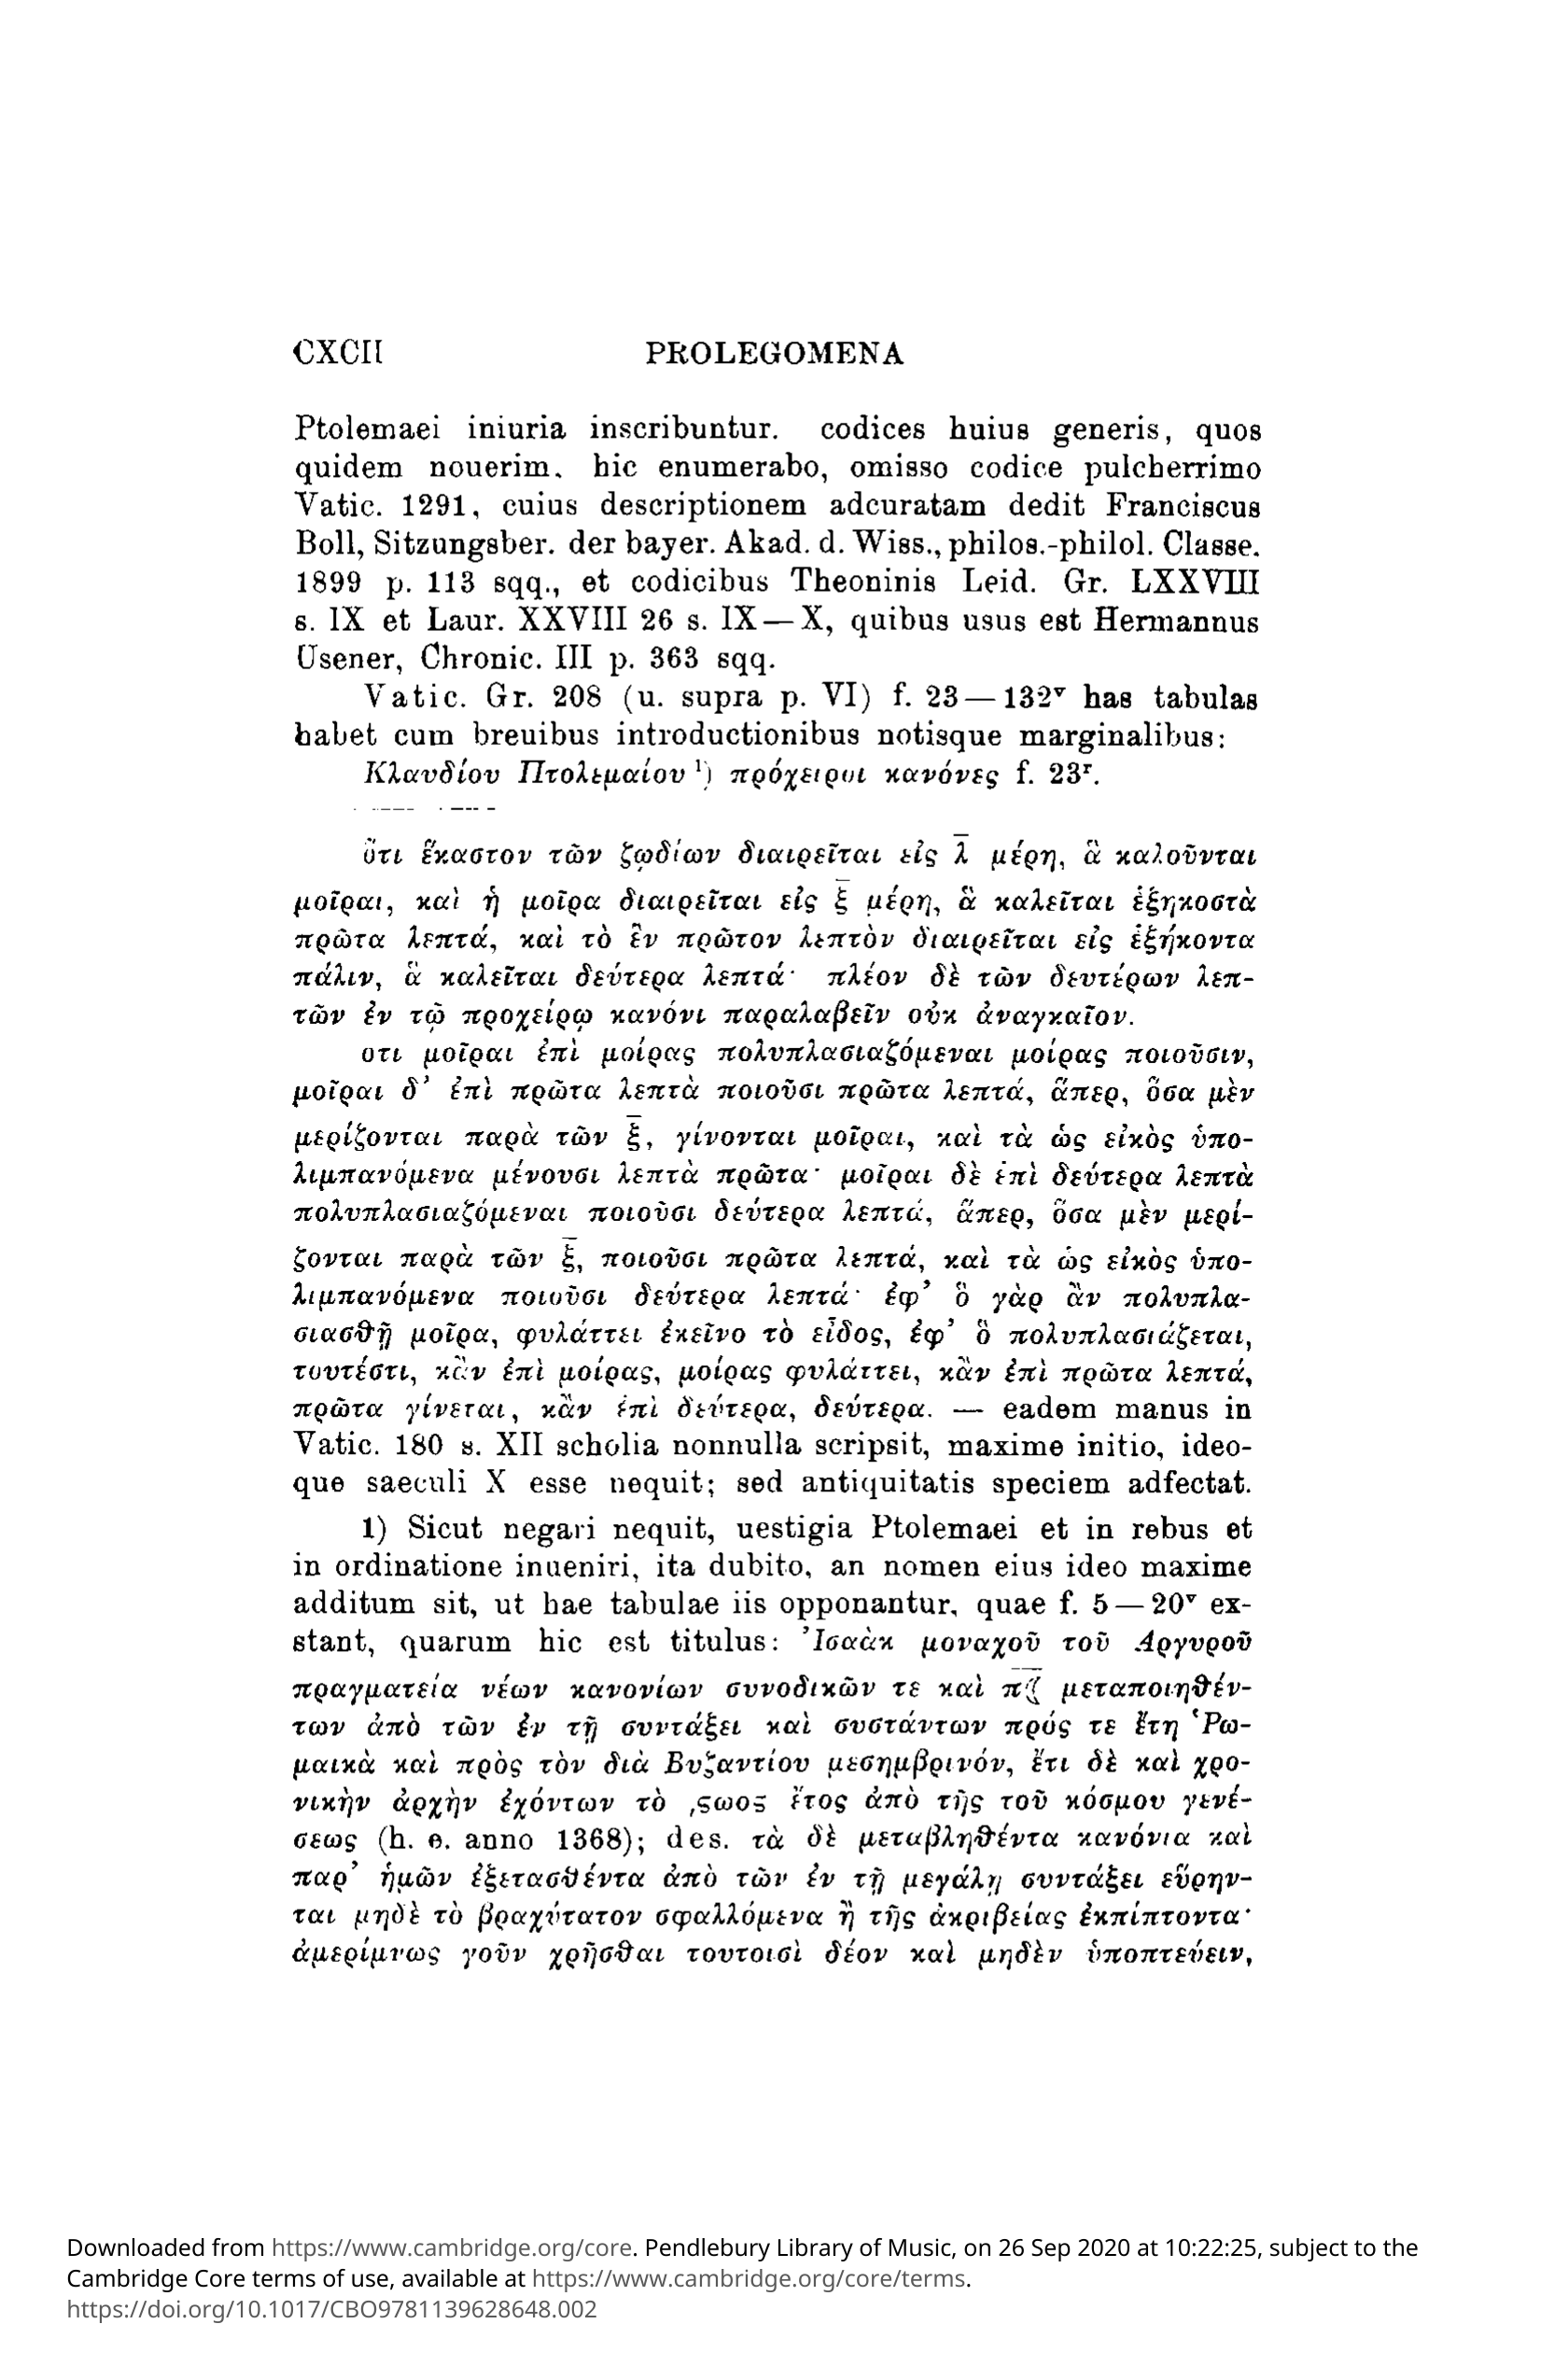 CXCII PROLEGOMENA
Ptolemaei iniuria inscribuntur. codices huius generis, quos
quidem nouerim, hic enumerabo, omisso codice pulcherrimo
Vatic. 1291, cuius descriptionem adcuratam dedit Franciscus
Boll, Sitzungsber. der bayer. Akad. d. Wiss., philos.-philol. Classe.
1899 p. 113 sqq., et codicibus Theoninis Leid. Gr. LXXVIII
s. IX et Laur. XXVIII 26 s. IX—X, quibus usus est Hermannus
Usener, Chronic. III p. 363 sqq.
Vatic. Gr. 208 (u. supra p. VI) f. 23—132ᵛ has tabulas
habet cum breuibus introductionibus notisque marginalibus:
Κλαυδίου Πτολεμαίου ¹) πρόχειροι κανόνες f. 23ʳ.
ὅτι ἕκαστον τῶν ζῳδίων διαιρεῖται εἰς λ̅ μέρη, ἃ καλοῦνται
μοῖραι, καὶ ἡ μοῖρα διαιρεῖται εἰς ξ̅ μέρη, ἃ καλεῖται ἑξηκοστὰ
πρῶτα λεπτά, καὶ τὸ ἓν πρῶτον λεπτὸν διαιρεῖται εἰς ἑξήκοντα
πάλιν, ἃ καλεῖται δεύτερα λεπτά· πλέον δὲ τῶν δευτέρων λεπ-
τῶν ἐν τῷ προχείρῳ κανόνι παραλαβεῖν οὐκ ἀναγκαῖον.
οτι μοῖραι ἐπὶ μοίρας πολυπλασιαζόμεναι μοίρας ποιοῦσιν,
μοῖραι δ’ ἐπὶ πρῶτα λεπτὰ ποιοῦσι πρῶτα λεπτά, ἅπερ, ὅσα μὲν
μερίζονται παρὰ τῶν ξ̅, γίνονται μοῖραι, καὶ τὰ ὡς εἰκὸς ὑπο-
λιμπανόμενα μένουσι λεπτὰ πρῶτα· μοῖραι δὲ ἐπὶ δεύτερα λεπτὰ
πολυπλασιαζόμεναι ποιοῦσι δεύτερα λεπτά, ἅπερ, ὅσα μὲν μερί-
ζονται παρὰ τῶν ξ̅, ποιοῦσι πρῶτα λεπτά, καὶ τὰ ὡς εἰκὸς ὑπο-
λιμπανόμενα ποιοῦσι δεύτερα λεπτά· ἐφ’ ὃ γὰρ ἂν πολυπλα-
σιασθῇ μοῖρα, φυλάττει ἐκεῖνο τὸ εἶδος, ἐφ’ ὃ πολυπλασιάζεται,
τουτέστι, κἂν ἐπὶ μοίρας, μοίρας φυλάττει, κἂν ἐπὶ πρῶτα λεπτά,
πρῶτα γίνεται, κἂν ἐπὶ δεύτερα, δεύτερα. — eadem manus in
Vatic. 180 s. XII scholia nonnulla scripsit, maxime initio, ideo-
que saeculi X esse nequit; sed antiquitatis speciem adfectat.
1) Sicut negari nequit, uestigia Ptolemaei et in rebus et
in ordinatione inueniri, ita dubito, an nomen eius ideo maxime
additum sit, ut hae tabulae iis opponantur, quae f. 5—20ᵛ ex-
stant, quarum hic est titulus: Ἰσαὰκ μοναχοῦ τοῦ Ἀργυροῦ
πραγματεία νέων κανονίων συνοδικῶν τε καὶ μεταποιηθέν-
των ἀπὸ τῶν ἐν τῇ συντάξει καὶ συστάντων πρός τε ἔτη Ῥω-
μαικὰ καὶ πρὸς τὸν διὰ Βυζαντίου μεσημβρινόν, ἔτι δὲ καὶ χρο-
νικὴν ἀρχὴν ἐχόντων τὸ ͵ςωος ἔτος ἀπὸ τῆς τοῦ κόσμου γενέ-
σεως (h. e. anno 1368); des. τὰ δὲ μεταβληθέντα κανόνια καὶ
παρ’ ἡμῶν ἐξετασθέντα ἀπὸ τῶν ἐν τῇ μεγάλῃ συντάξει εὕρην-
ται μηδὲ τὸ βραχύτατον σφαλλόμενα ἢ τῆς ἀκριβείας ἐκπίπτοντα·
ἀμερίμνως γοῦν χρῆσθαι τουτοισὶ δέον καὶ μηδὲν ὑποπτεύειν,
Downloaded from https://www.cambridge.org/core. Pendlebury Library of Music, on 26 Sep 2020 at 10:22:25, subject to the
Cambridge Core terms of use, available at https://www.cambridge.org/core/terms.
https://doi.org/10.1017/CBO9781139628648.002